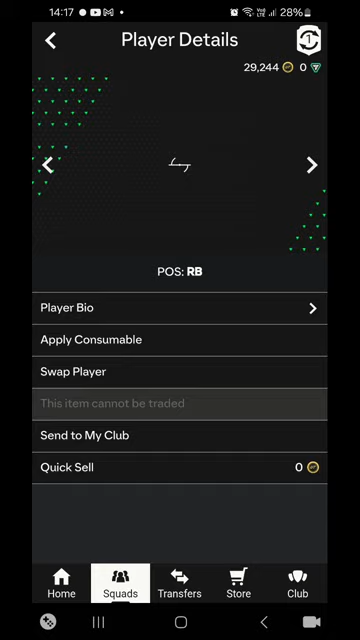 14:17
28%
Player Details
29,244 0
POS: RB
Player Bio
Apply Consumable
Swap Player
This item cannot be traded
Send to My Club
Quick Sell 0
Home Squads Transfers Store Club